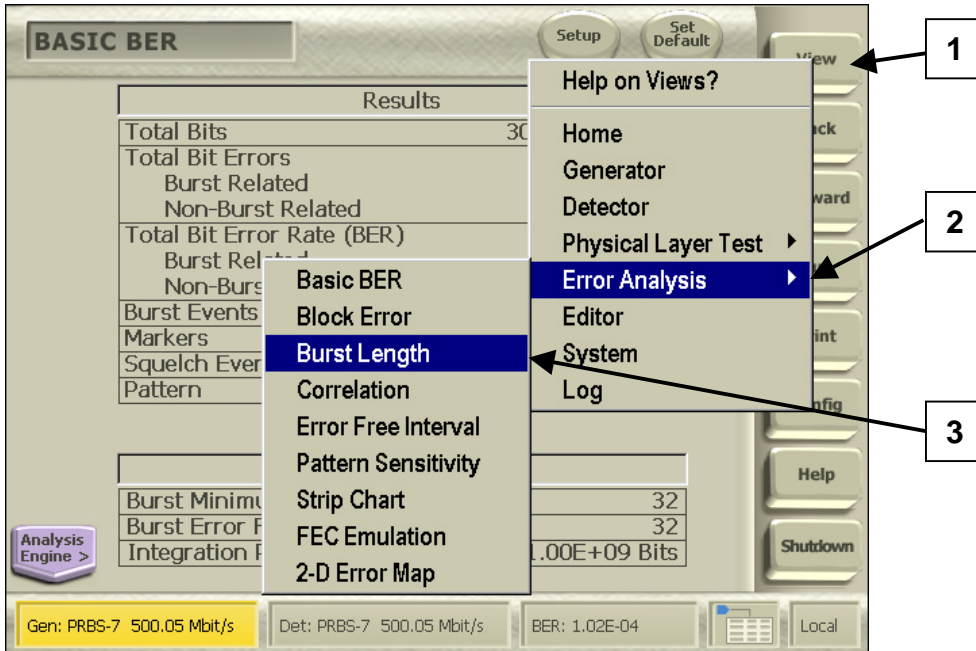 BASIC BER
Setup
Set
Default
View
1
Help on Views?
Results
Total Bits
Home
Total Bit Errors
Generator
Burst Related
Detector
2
Non-Burst Related
Total Bit Error Rate (BER)
Physical Layer Test
Basic BER
Error Analysis
Burst Events
Block Error
Editor
Markers
Burst Length
System
Pattern
Correlation
Log
3
Error Free Interval
Pattern Sensitivity
Help
Strip Chart
32
FEC Emulation
32
2-D Error Map
1.00E+09 Bits
Analysis
Engine >
Shutdown
Gen: PRBS-7 500.05 Mbit/s
Det: PRBS-7 500.05 Mbit/s
BER: 1.02E-04
Local